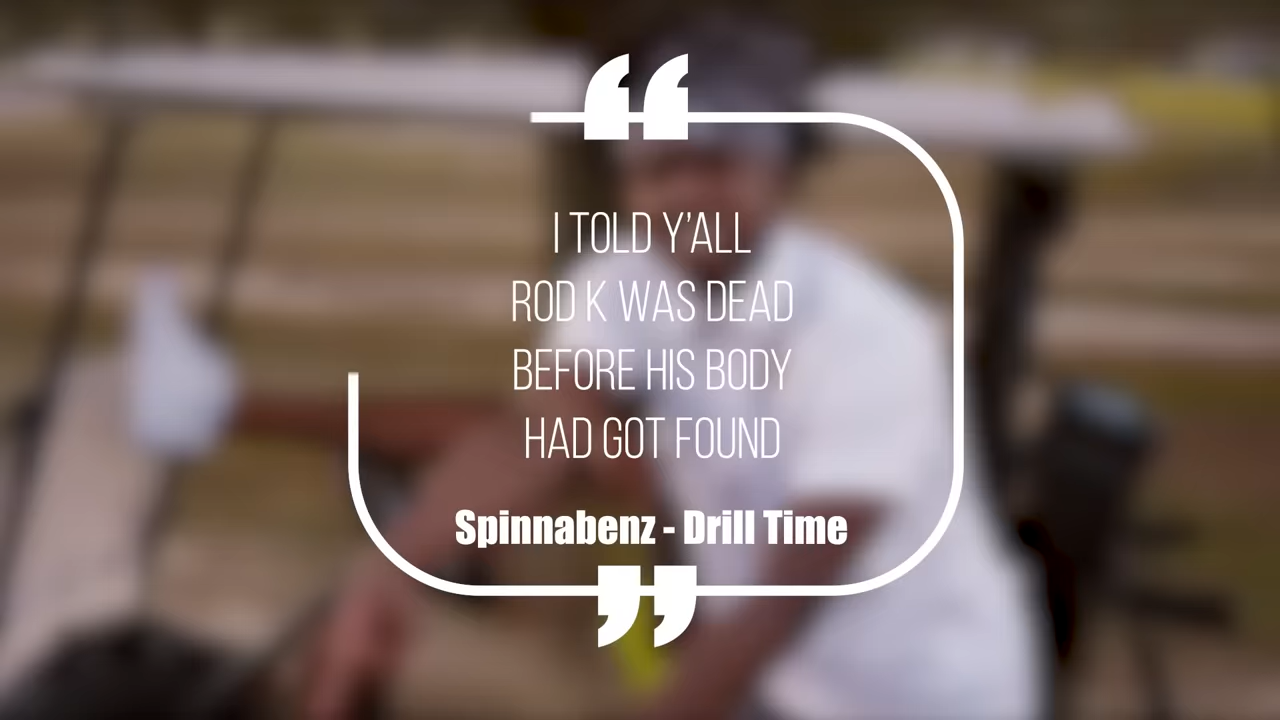 “
I TOLD Y’ALL
ROD K WAS DEAD
BEFORE HIS BODY
HAD GOT FOUND
Spinnabenz - Drill Time
”